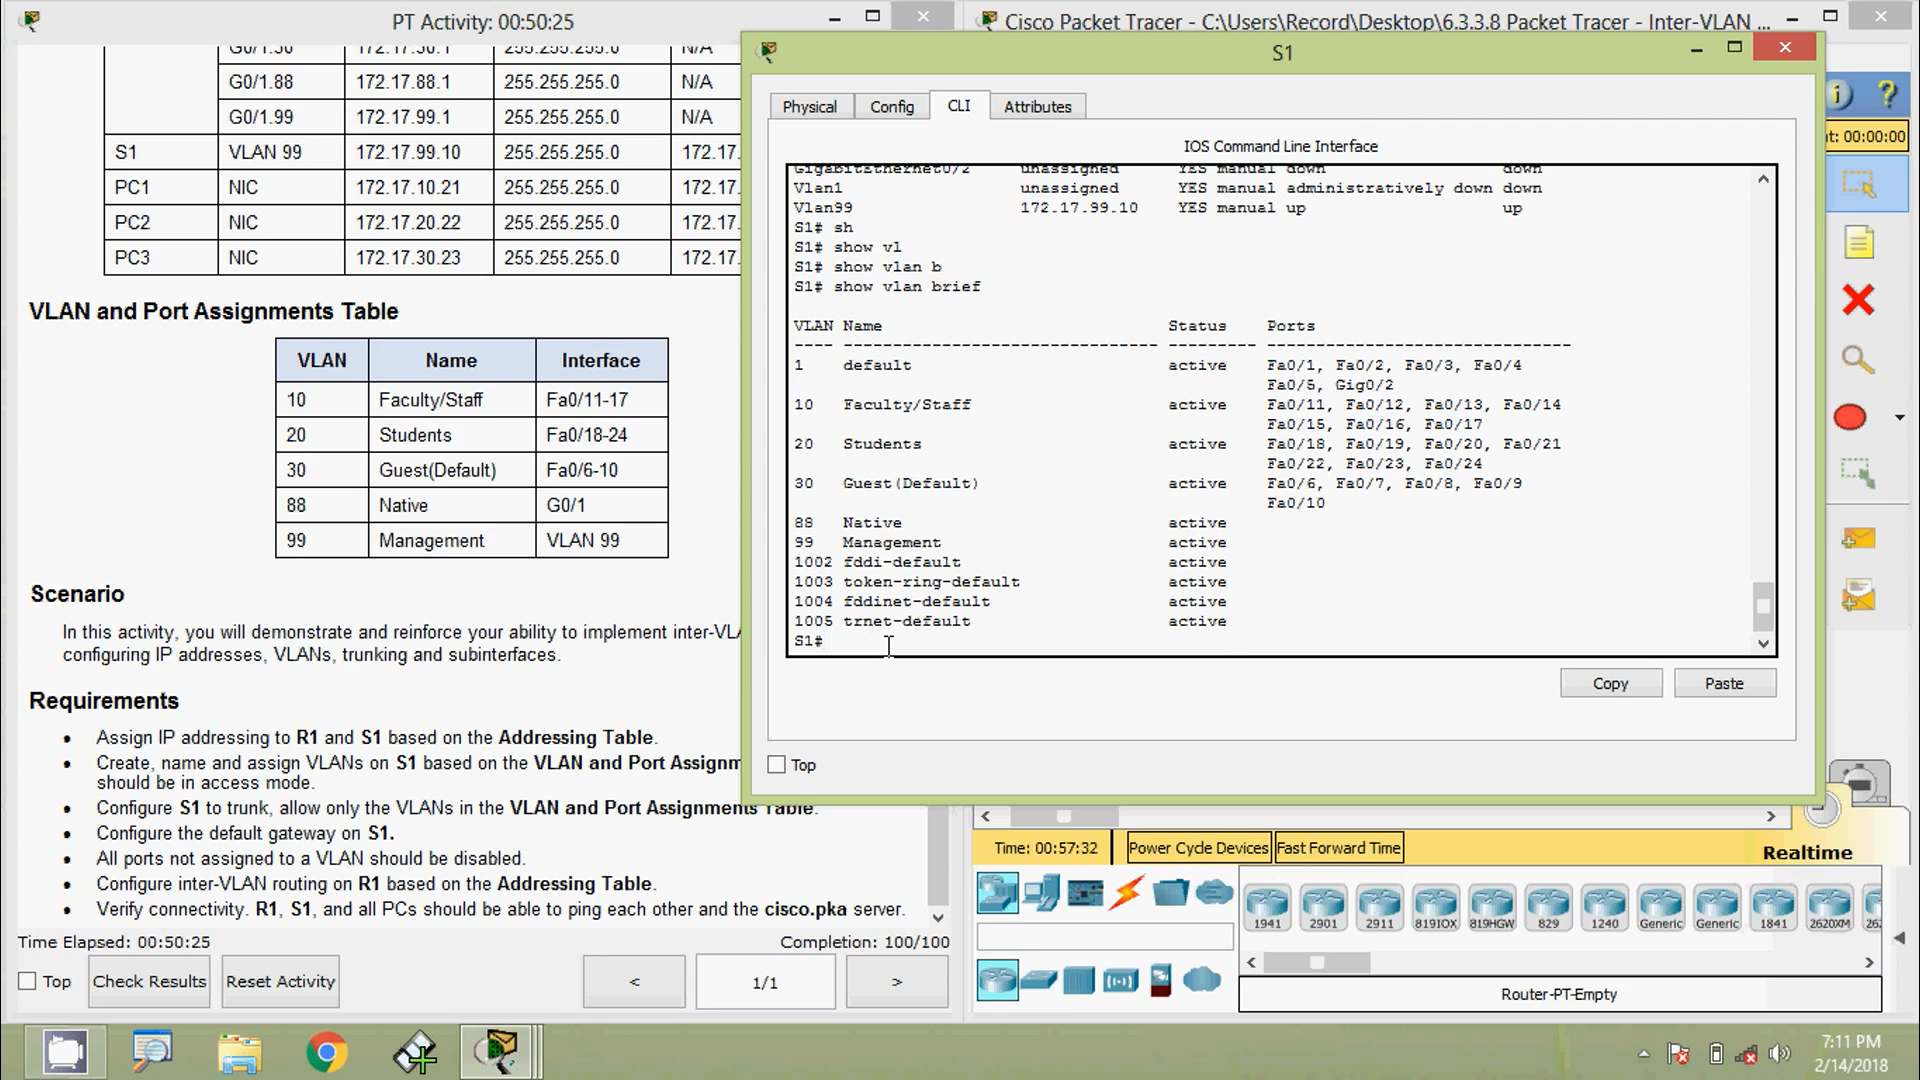 PT Activity: 00:50:25
G0/1.30 172.17.30.1 255.255.255.0 N/A
G0/1.88 172.17.88.1 255.255.255.0 N/A
G0/1.99 172.17.99.1 255.255.255.0 N/A
S1 VLAN 99 172.17.99.10 255.255.255.0 172.17.
PC1 NIC 172.17.10.21 255.255.255.0 172.17.
PC2 NIC 172.17.20.22 255.255.255.0 172.17.
PC3 NIC 172.17.30.23 255.255.255.0 172.17.
VLAN and Port Assignments Table
VLAN Name Interface
10 Faculty/Staff Fa0/11-17
20 Students Fa0/18-24
30 Guest(Default) Fa0/6-10
88 Native G0/1
99 Management VLAN 99
Scenario
In this activity, you will demonstrate and reinforce your ability to implement inter-VLA
configuring IP addresses, VLANs, trunking and subinterfaces.
Requirements
• Assign IP addressing to R1 and S1 based on the Addressing Table.
• Create, name and assign VLANs on S1 based on the VLAN and Port Assignm
should be in access mode.
• Configure S1 to trunk, allow only the VLANs in the VLAN and Port Assignments Table.
• Configure the default gateway on S1.
• All ports not assigned to a VLAN should be disabled.
• Configure inter-VLAN routing on R1 based on the Addressing Table.
• Verify connectivity. R1, S1, and all PCs should be able to ping each other and the cisco.pka server.
Time Elapsed: 00:50:25 Completion: 100/100
Top Check Results Reset Activity < 1/1 >
Cisco Packet Tracer - C:\Users\Record\Desktop\6.3.3.8 Packet Tracer - Inter-VLAN ...
S1
Physical Config CLI Attributes
IOS Command Line Interface
GigabitEthernet0/2 unassigned YES manual down down
Vlan1 unassigned YES manual administratively down down
Vlan99 172.17.99.10 YES manual up up
S1# sh
S1# show vl
S1# show vlan b
S1# show vlan brief
VLAN Name Status Ports
---- -------------------------------- --------- -------------------------------
1 default active Fa0/1, Fa0/2, Fa0/3, Fa0/4
Fa0/5, Gig0/2
10 Faculty/Staff active Fa0/11, Fa0/12, Fa0/13, Fa0/14
Fa0/15, Fa0/16, Fa0/17
20 Students active Fa0/18, Fa0/19, Fa0/20, Fa0/21
Fa0/22, Fa0/23, Fa0/24
30 Guest(Default) active Fa0/6, Fa0/7, Fa0/8, Fa0/9
Fa0/10
88 Native active
99 Management active
1002 fddi-default active
1003 token-ring-default active
1004 fddinet-default active
1005 trnet-default active
S1#
Copy Paste
Top
i ?
nt: 00:00:00
Time: 00:57:32 Power Cycle Devices Fast Forward Time
Realtime
1941 2901 2911 819IOX 819HGW 829 1240 Generic Generic 1841 2620XM 262
Router-PT-Empty
7:11 PM
2/14/2018